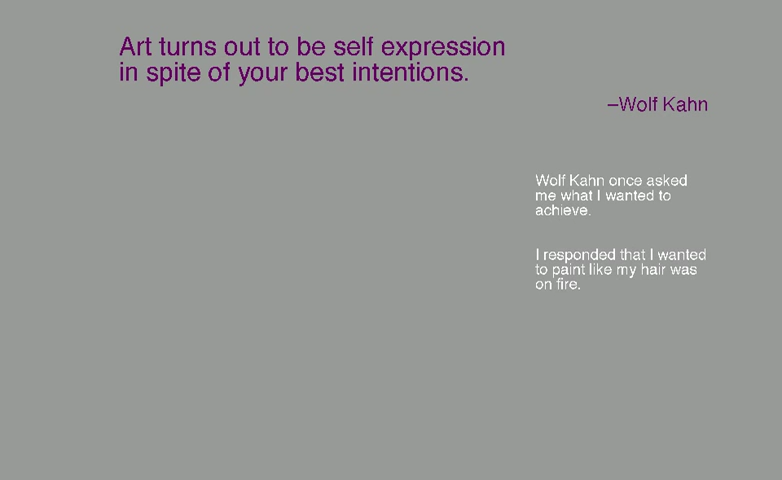 Art turns out to be self expression
in spite of your best intentions.
–Wolf Kahn
Wolf Kahn once asked
me what I wanted to
achieve.
I responded that I wanted
to paint like my hair was
on fire.